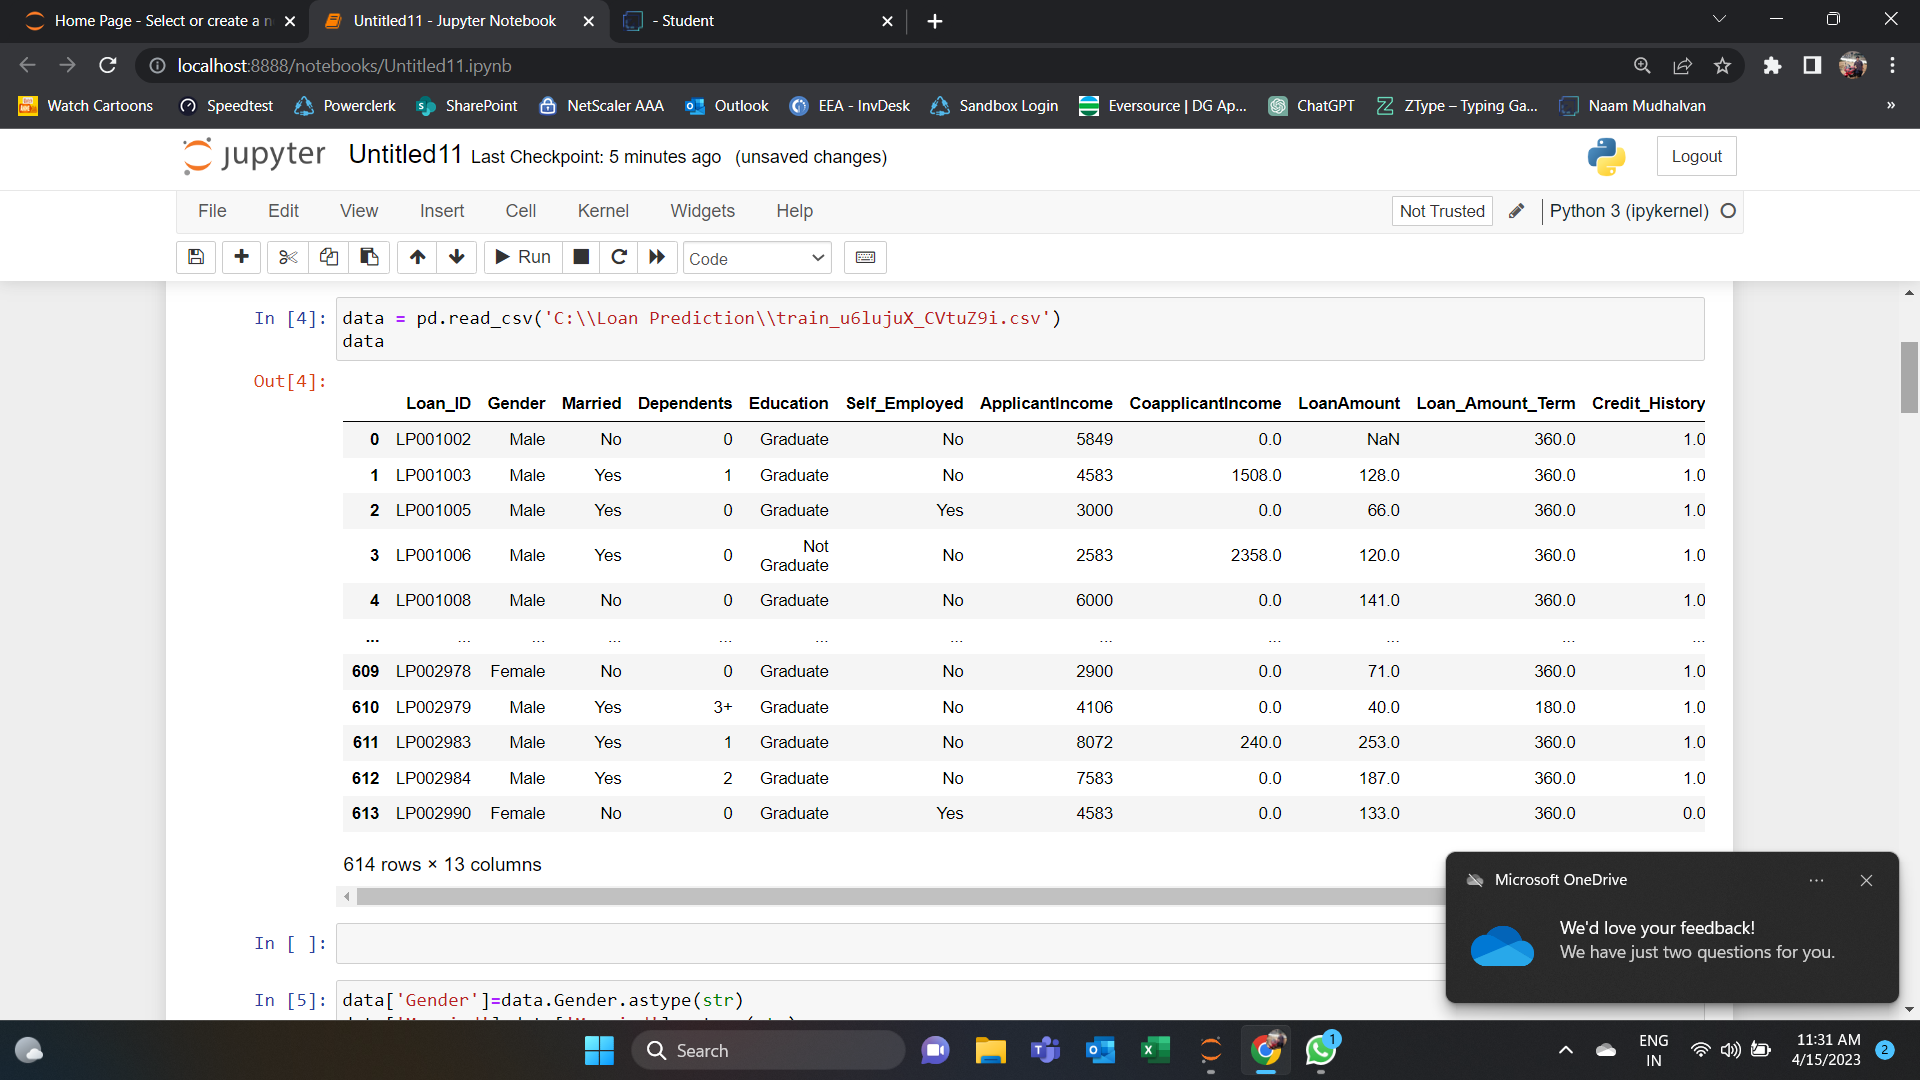 Home Page - Select or create a n
Untitled11 - Jupyter Notebook
- Student
localhost:8888/notebooks/Untitled11.ipynb
Watch Cartoons Speedtest Powerclerk SharePoint NetScaler AAA Outlook EEA - InvDesk Sandbox Login Eversource | DG Ap... ChatGPT ZType – Typing Ga... Naam Mudhalvan »
jupyter Untitled11 Last Checkpoint: 5 minutes ago (unsaved changes) Logout
File Edit View Insert Cell Kernel Widgets Help Not Trusted Python 3 (ipykernel)
Run Code
In [4]: data = pd.read_csv('C:\\Loan Prediction\\train_u6lujuX_CVtuZ9i.csv')
data
Out[4]:
Loan_ID Gender Married Dependents Education Self_Employed ApplicantIncome CoapplicantIncome LoanAmount Loan_Amount_Term Credit_History
0 LP001002 Male No 0 Graduate No 5849 0.0 NaN 360.0 1.0
1 LP001003 Male Yes 1 Graduate No 4583 1508.0 128.0 360.0 1.0
2 LP001005 Male Yes 0 Graduate Yes 3000 0.0 66.0 360.0 1.0
3 LP001006 Male Yes 0 Not Graduate No 2583 2358.0 120.0 360.0 1.0
4 LP001008 Male No 0 Graduate No 6000 0.0 141.0 360.0 1.0
... ... ... ... ... ... ... ... ... ... ... ...
609 LP002978 Female No 0 Graduate No 2900 0.0 71.0 360.0 1.0
610 LP002979 Male Yes 3+ Graduate No 4106 0.0 40.0 180.0 1.0
611 LP002983 Male Yes 1 Graduate No 8072 240.0 253.0 360.0 1.0
612 LP002984 Male Yes 2 Graduate No 7583 0.0 187.0 360.0 1.0
613 LP002990 Female No 0 Graduate Yes 4583 0.0 133.0 360.0 0.0
614 rows × 13 columns
Microsoft OneDrive
We'd love your feedback!
We have just two questions for you.
In [ ]:
In [5]: data['Gender']=data.Gender.astype(str)
Search
1
ENG
IN
11:31 AM
4/15/2023
2